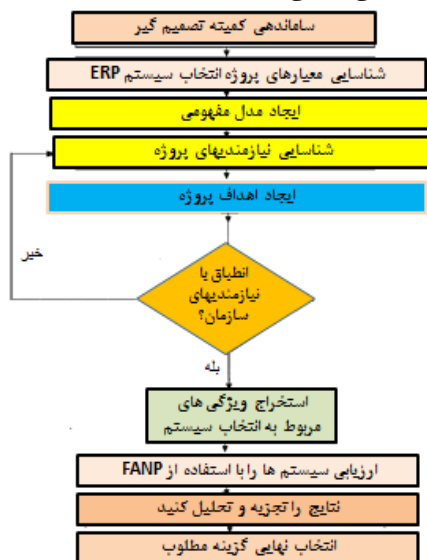 ساماندهی کمیته تصمیم گیر
شناسایی معیارهای پروژه انتخاب سیستم ERP
ایجاد مدل مفهومی
شناسایی نیازمندیهای پروژه
ایجاد اهداف پروژه
خیر
انطباق با
نیازمندیهای
سازمان؟
بله
استخراج ویژگی های
مربوط به انتخاب سیستم
ارزیابی سیستم ها را با استفاده از FANP
نتایج را تجزیه و تحلیل کنید
انتخاب نهایی گزینه مطلوب